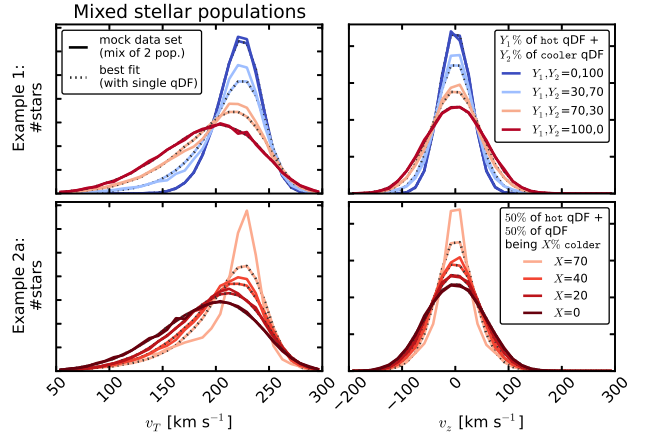 Mixed stellar populations
Example 1:
#stars
mock data set
(mix of 2 pop.)
best fit
(with single qDF)
Y₁% of hot qDF +
Y₂% of cooler qDF
Y₁,Y₂=0,100
Y₁,Y₂=30,70
Y₁,Y₂=70,30
Y₁,Y₂=100,0
Example 2a:
#stars
50% of hot qDF +
50% of qDF
being X% colder
X=70
X=40
X=20
X=0
50 100 150 200 250 300
−200 −100 0 100 200 300
v_T [km s⁻¹]
v_z [km s⁻¹]